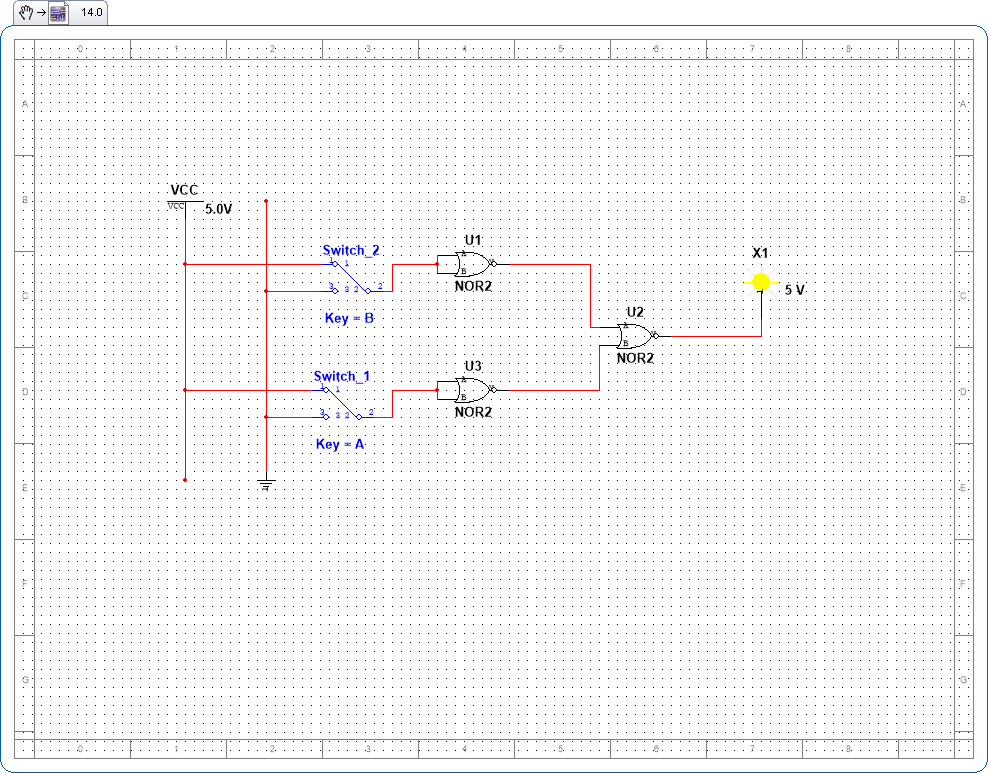 14.0
0 1 2 3 4 5 6 7 8
A A
VCC
VCC
5.0V
B B
Switch_2
1 1
3 3 2 2
Key = B
U1
A
B
NOR2
X1
5 V
C C
U2
A
B
NOR2
Switch_1
1 1
3 3 2 2
Key = A
U3
A
B
NOR2
D D
E E
F F
G G
0 1 2 3 4 5 6 7 8